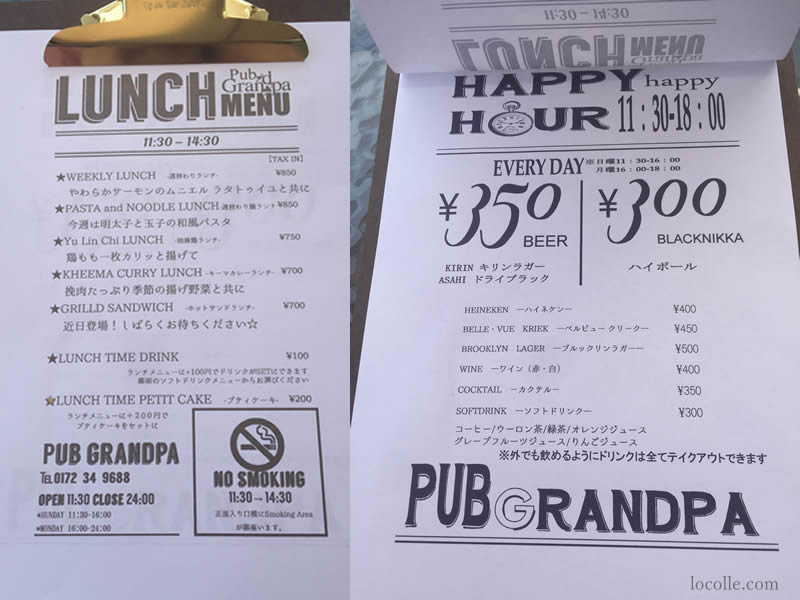 LUNCH Pub d Grandpa MENU
11:30 - 14:30
【TAX IN】
★WEEKLY LUNCH -週替わりランチ- ¥850
やわらかサーモンのムニエル ラタトゥイユと共に
★PASTA and NOODLE LUNCH -週替わり麺ランチ ¥850
今週は明太子と玉子の和風パスタ
★Yu Lin Chi LUNCH -油淋鶏ランチ- ¥750
鶏もも一枚カリッと揚げて
★KHEEMA CURRY LUNCH -キーマカレーランチ- ¥700
挽肉たっぷり季節の揚げ野菜と共に
★GRILLD SANDWICH -ホットサンドランチ- ¥700
近日登場！しばらくお待ちください☆
★LUNCH TIME DRINK ¥100
ランチメニューに+100円でドリンクがSETにできます
裏面のソフトドリンクメニューからお選びください
★LUNCH TIME PETIT CAKE -プティケーキ- ¥200
ランチメニューに＋200円で
プティケーキをセットに
PUB GRANDPA
TEL 0172 34 9688
OPEN 11:30 CLOSE 24:00
*SUNDAY 11:30-16:00
*MONDAY 16:00-24:00
NO SMOKING
11:30→14:30
正面入り口横にSmoking Area
が御座います。
11:30 - 14:30
LUNCH MENU
HAPPY happy
HOUR 11：30-18：00
EVERY DAY ※日曜11：30-16：00
月曜16：00-18：00
¥350 BEER
¥300 BLACKNIKKA
KIRIN キリンラガー
ASAHI ドライブラック
ハイボール
HEINEKEN ―ハイネケン― ¥400
BELLE・VUE KRIEK ―ベルビュークリーク― ¥450
BROOKLYN LAGER ―ブルックリンラガー― ¥500
WINE ―ワイン（赤・白） ¥400
COCKTAIL －カクテル－ ¥350
SOFTDRINK ―ソフトドリンク― ¥300
コーヒー/ウーロン茶/緑茶/オレンジジュース
グレープフルーツジュース/りんごジュース
※外でも飲めるようにドリンクは全てテイクアウトできます
PUB GRANDPA
locolle.com